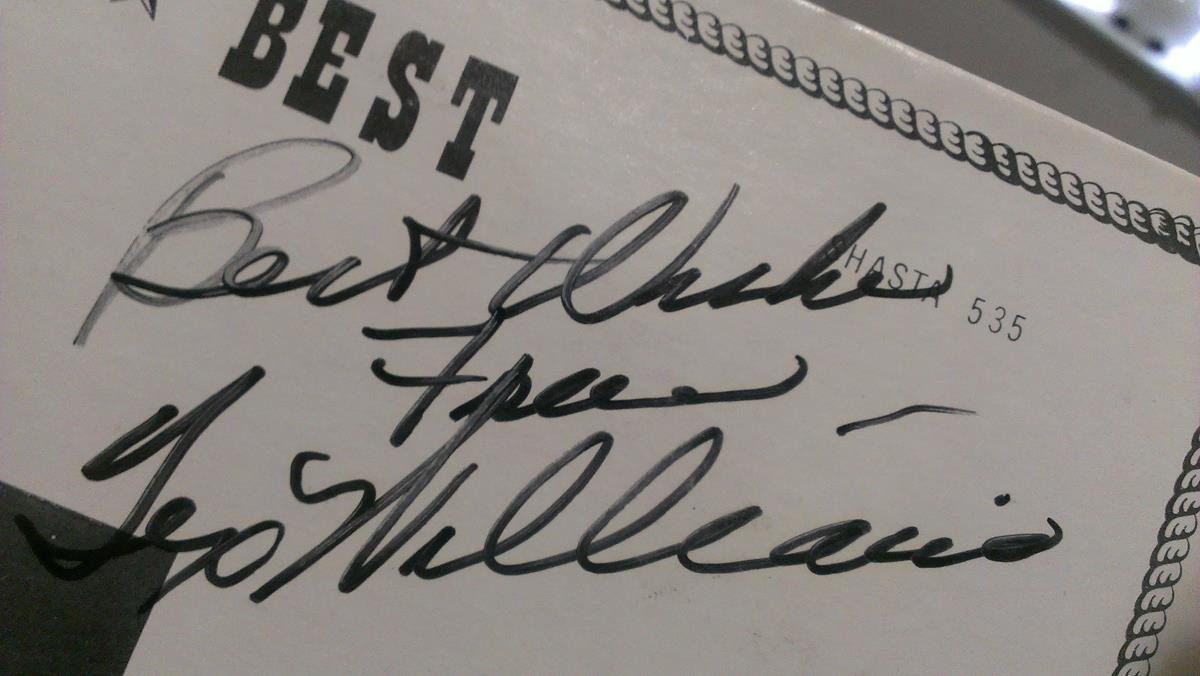 BEST
SHASTA 535
Best Wishes
From
Tex Williams